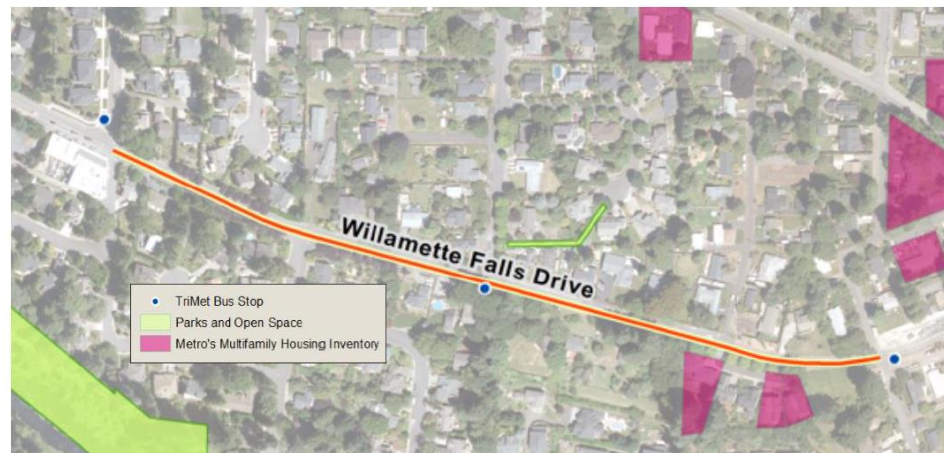 Willamette Falls Drive
TriMet Bus Stop
Parks and Open Space
Metro's Multifamily Housing Inventory